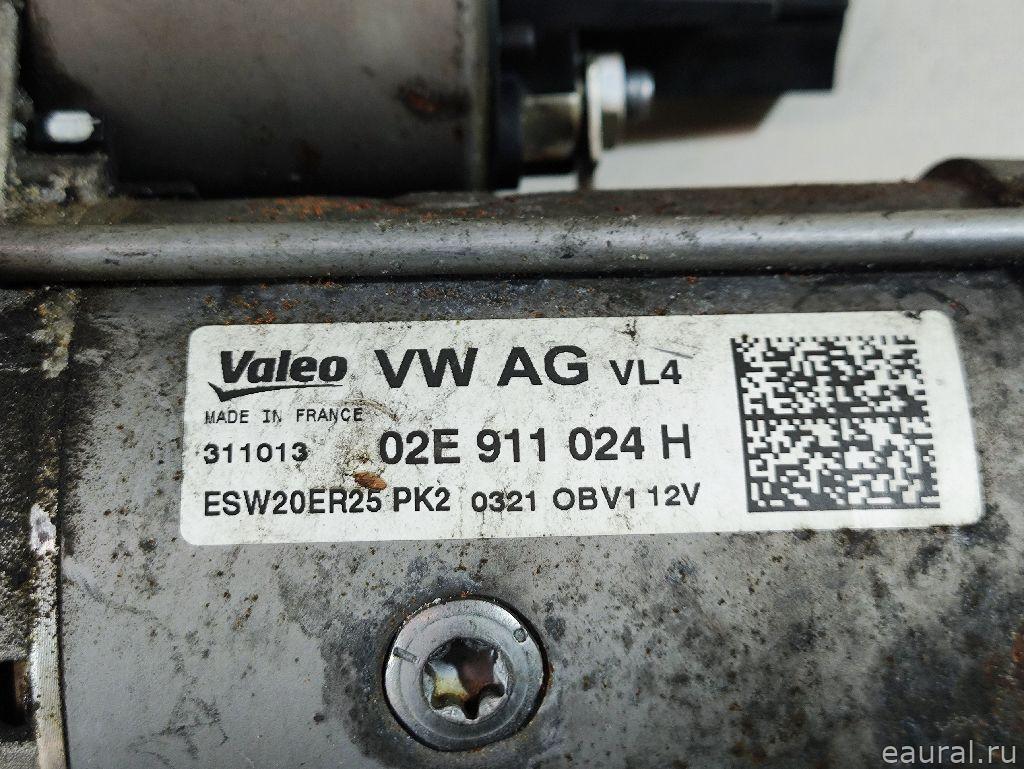 Valeo VW AG VL4
MADE IN FRANCE
311013 02E 911 024 H
ESW20ER25 PK2 0321 OBV1 12V
eaural.ru